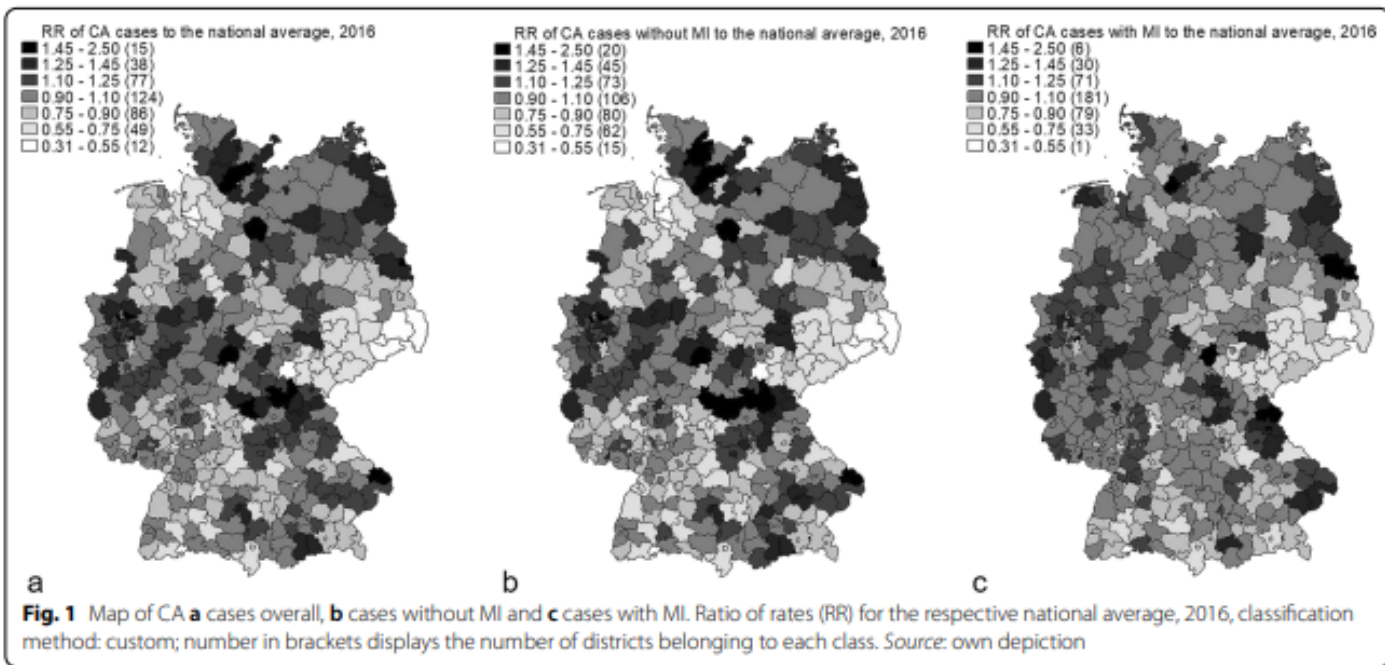 RR of CA cases to the national average, 2016
1.45 - 2.50 (15)
1.25 - 1.45 (38)
1.10 - 1.25 (77)
0.90 - 1.10 (124)
0.75 - 0.90 (86)
0.55 - 0.75 (49)
0.31 - 0.55 (12)
a
RR of CA cases without MI to the national average, 2016
1.45 - 2.50 (20)
1.25 - 1.45 (45)
1.10 - 1.25 (73)
0.90 - 1.10 (106)
0.75 - 0.90 (80)
0.55 - 0.75 (62)
0.31 - 0.55 (15)
b
RR of CA cases with MI to the national average, 2016
1.45 - 2.50 (6)
1.25 - 1.45 (30)
1.10 - 1.25 (71)
0.90 - 1.10 (181)
0.75 - 0.90 (79)
0.55 - 0.75 (33)
0.31 - 0.55 (1)
c
Fig. 1 Map of CA a cases overall, b cases without MI and c cases with MI. Ratio of rates (RR) for the respective national average, 2016, classification
method: custom; number in brackets displays the number of districts belonging to each class. Source: own depiction